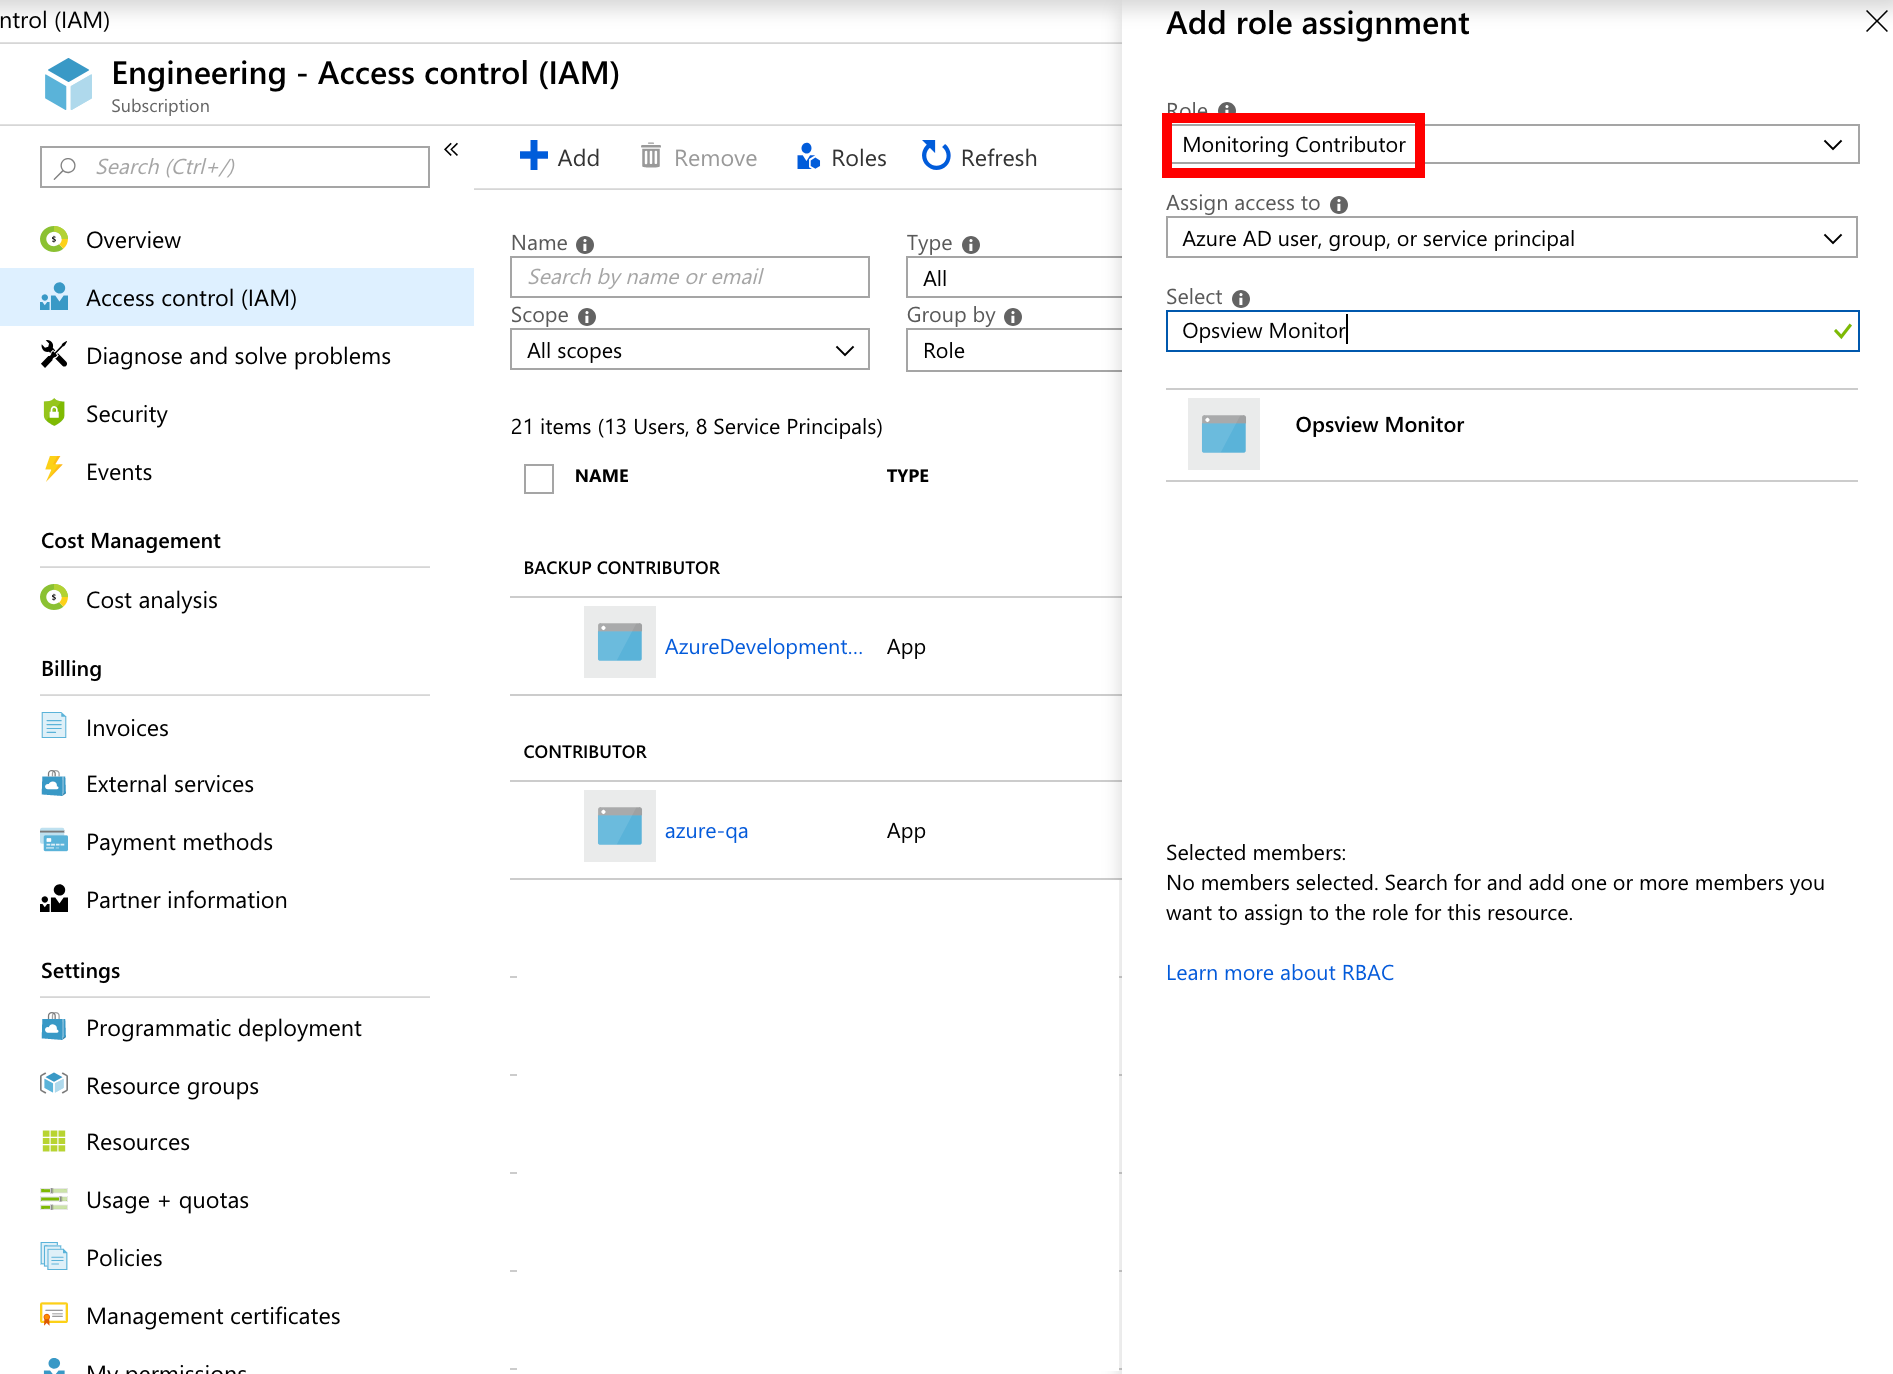 ntrol (IAM)
Engineering - Access control (IAM)
Subscription
Search (Ctrl+/)
Overview
Access control (IAM)
Diagnose and solve problems
Security
Events
Cost Management
Cost analysis
Billing
Invoices
External services
Payment methods
Partner information
Settings
Programmatic deployment
Resource groups
Resources
Usage + quotas
Policies
Management certificates
My permissions
Add Remove Roles Refresh
Name Type
Search by name or email All
Scope Group by
All scopes Role
21 items (13 Users, 8 Service Principals)
NAME TYPE
BACKUP CONTRIBUTOR
AzureDevelopment... App
CONTRIBUTOR
azure-qa App
Add role assignment
Role
Monitoring Contributor
Assign access to
Azure AD user, group, or service principal
Select
Opsview Monitor
Opsview Monitor
Selected members:
No members selected. Search for and add one or more members you
want to assign to the role for this resource.
Learn more about RBAC